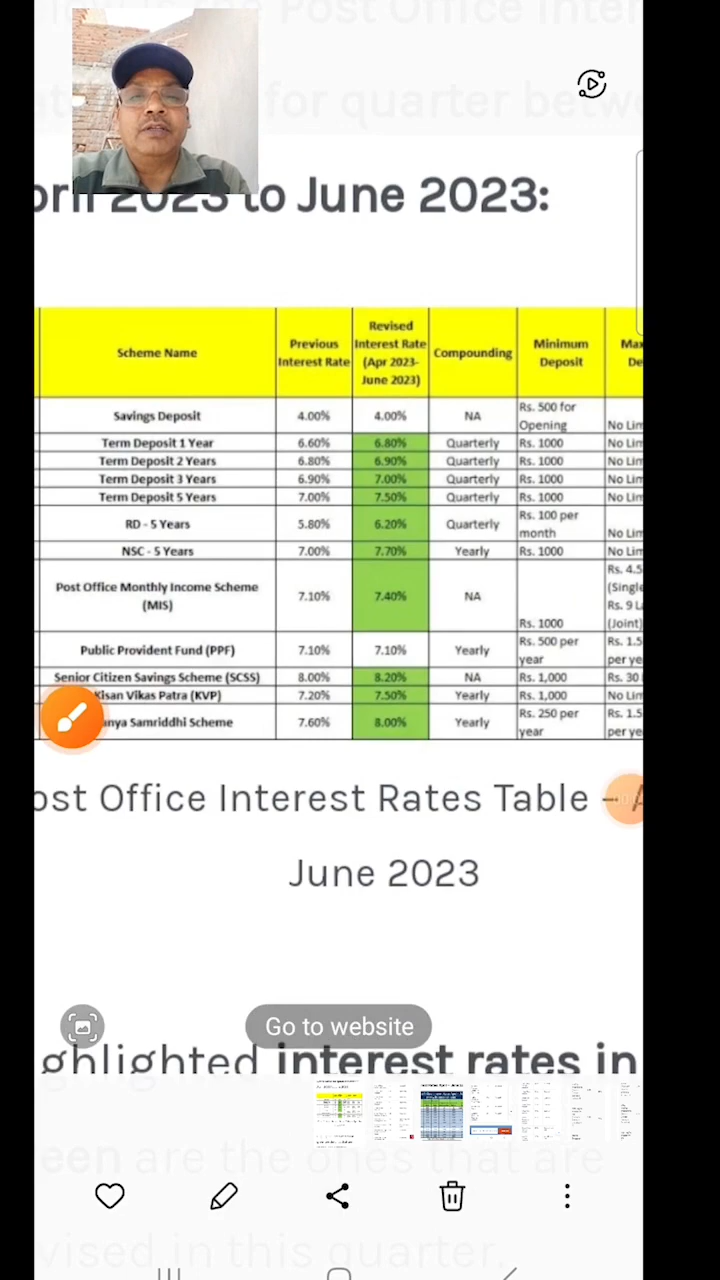 now is the Post Office Inter
for quarter betwe
pril 2023 to June 2023:
Scheme Name | Previous Interest Rate | Revised Interest Rate (Apr 2023- June 2023) | Compounding | Minimum Deposit | Max De
Savings Deposit | 4.00% | 4.00% | NA | Rs. 500 for Opening | No Lim
Term Deposit 1 Year | 6.60% | 6.80% | Quarterly | Rs. 1000 | No Lim
Term Deposit 2 Years | 6.80% | 6.90% | Quarterly | Rs. 1000 | No Lim
Term Deposit 3 Years | 6.90% | 7.00% | Quarterly | Rs. 1000 | No Lim
Term Deposit 5 Years | 7.00% | 7.50% | Quarterly | Rs. 1000 | No Lim
RD - 5 Years | 5.80% | 6.20% | Quarterly | Rs. 100 per month | No Lim
NSC - 5 Years | 7.00% | 7.70% | Yearly | Rs. 1000 | No Lim
Post Office Monthly Income Scheme (MIS) | 7.10% | 7.40% | NA | Rs. 1000 | Rs. 4.5 (Single Rs. 9 La (Joint)
Public Provident Fund (PPF) | 7.10% | 7.10% | Yearly | Rs. 500 per year | Rs. 1.5 per ye
Senior Citizen Savings Scheme (SCSS) | 8.00% | 8.20% | NA | Rs. 1,000 | Rs. 30
Kisan Vikas Patra (KVP) | 7.20% | 7.50% | Yearly | Rs. 1,000 | No Lim
nya Samriddhi Scheme | 7.60% | 8.00% | Yearly | Rs. 250 per year | Rs. 1.5 per ye
ost Office Interest Rates Table – A
June 2023
Go to website
ghlighted interest rates in
een are the ones that are
vised in this quarter.